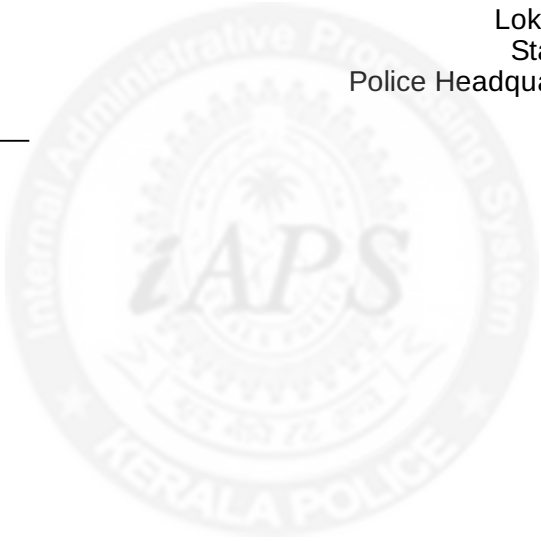 Lok
Sta
Police Headqua
Internal Administrative Processing System
iAPS
KERALA POLICE